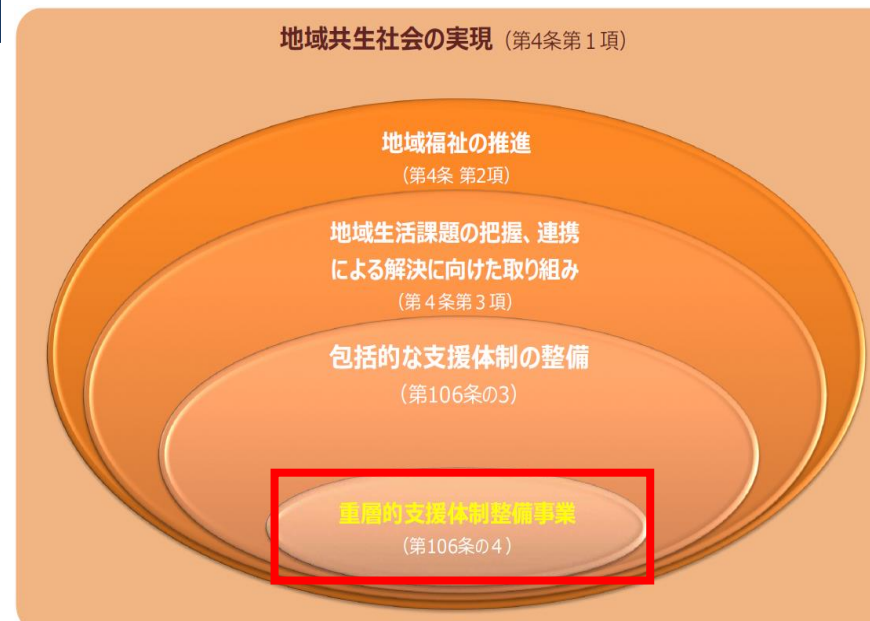 地域共生社会の実現（第4条第１項）
地域福祉の推進
（第4条 第2項）
地域生活課題の把握、連携
による解決に向けた取り組み
（第４条第３項）
包括的な支援体制の整備
（第106条の3）
重層的支援体制整備事業
（第106条の４）